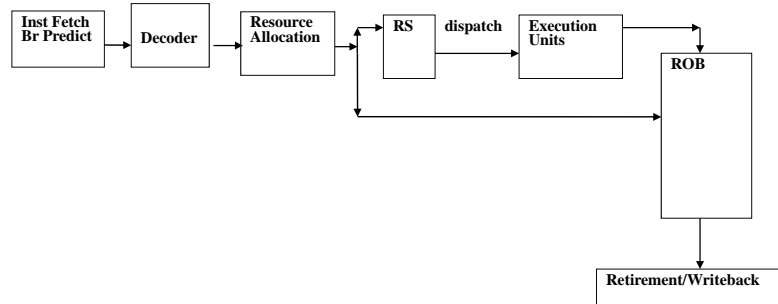 Inst Fetch
Br Predict
Decoder
Resource
Allocation
RS
dispatch
Execution
Units
ROB
Retirement/Writeback